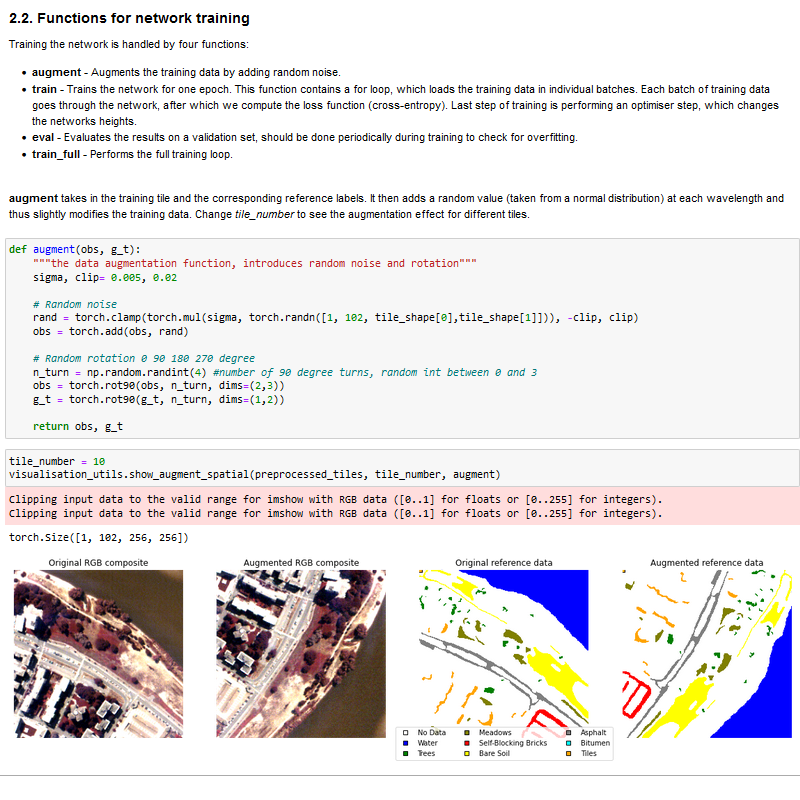 2.2. Functions for network training
Training the network is handled by four functions:
• augment - Augments the training data by adding random noise.
• train - Trains the network for one epoch. This function contains a for loop, which loads the training data in individual batches. Each batch of training data
goes through the network, after which we compute the loss function (cross-entropy). Last step of training is performing an optimiser step, which changes
the networks heights.
• eval - Evaluates the results on a validation set, should be done periodically during training to check for overfitting.
• train_full - Performs the full training loop.
augment takes in the training tile and the corresponding reference labels. It then adds a random value (taken from a normal distribution) at each wavelength and
thus slightly modifies the training data. Change tile_number to see the augmentation effect for different tiles.
def augment(obs, g_t):
    """the data augmentation function, introduces random noise and rotation"""
    sigma, clip= 0.005, 0.02
    # Random noise
    rand = torch.clamp(torch.mul(sigma, torch.randn([1, 102, tile_shape[0],tile_shape[1]])), -clip, clip)
    obs = torch.add(obs, rand)
    # Random rotation 0 90 180 270 degree
    n_turn = np.random.randint(4) #number of 90 degree turns, random int between 0 and 3
    obs = torch.rot90(obs, n_turn, dims=(2,3))
    g_t = torch.rot90(g_t, n_turn, dims=(1,2))
    return obs, g_t
tile_number = 10
visualisation_utils.show_augment_spatial(preprocessed_tiles, tile_number, augment)
Clipping input data to the valid range for imshow with RGB data ([0..1] for floats or [0..255] for integers).
Clipping input data to the valid range for imshow with RGB data ([0..1] for floats or [0..255] for integers).
torch.Size([1, 102, 256, 256])
Original RGB composite Augmented RGB composite Original reference data Augmented reference data
No Data Meadows Asphalt
Water Self-Blocking Bricks Bitumen
Trees Bare Soil Tiles